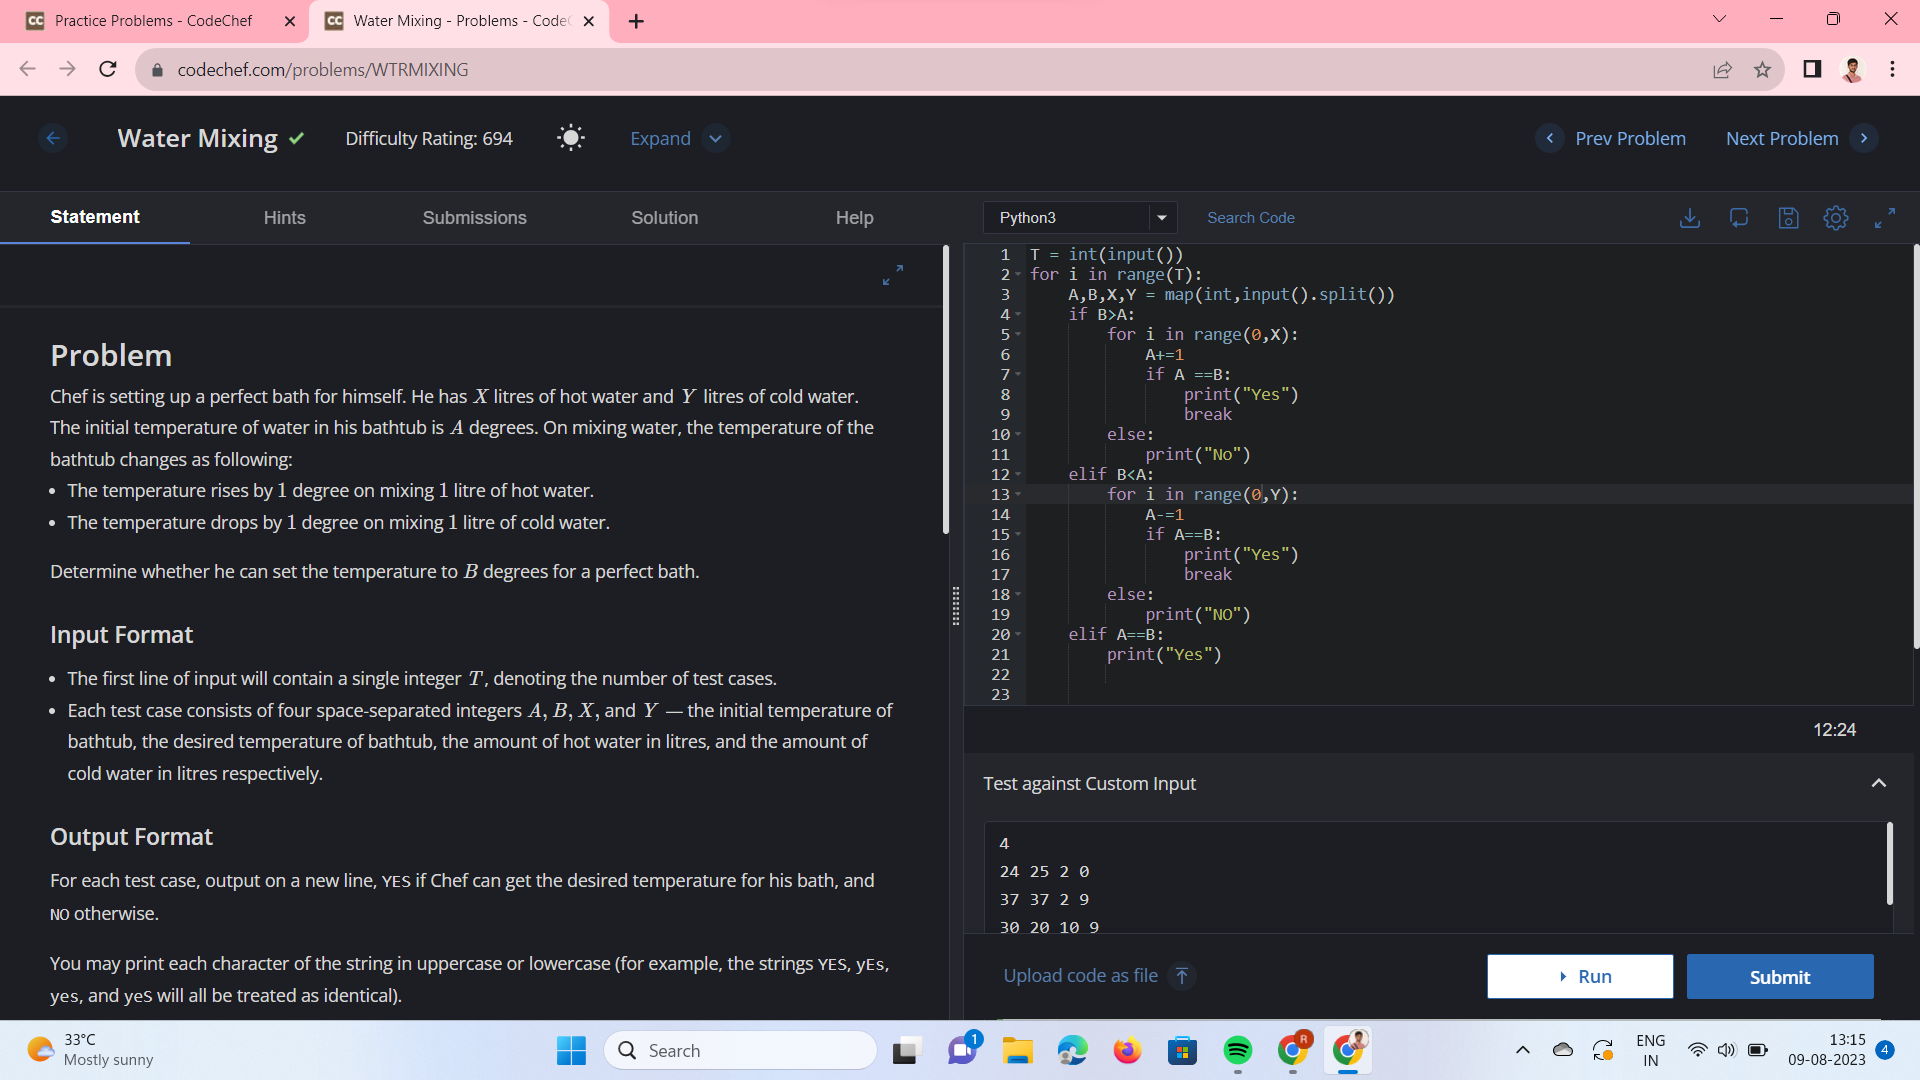 Practice Problems - CodeChef
Water Mixing - Problems - Code
codechef.com/problems/WTRMIXING
Water Mixing
Difficulty Rating: 694
Expand
Prev Problem
Next Problem
Statement
Hints
Submissions
Solution
Help
Problem
Chef is setting up a perfect bath for himself. He has X litres of hot water and Y litres of cold water.
The initial temperature of water in his bathtub is A degrees. On mixing water, the temperature of the
bathtub changes as following:
• The temperature rises by 1 degree on mixing 1 litre of hot water.
• The temperature drops by 1 degree on mixing 1 litre of cold water.
Determine whether he can set the temperature to B degrees for a perfect bath.
Input Format
• The first line of input will contain a single integer T, denoting the number of test cases.
• Each test case consists of four space-separated integers A, B, X, and Y — the initial temperature of
bathtub, the desired temperature of bathtub, the amount of hot water in litres, and the amount of
cold water in litres respectively.
Output Format
For each test case, output on a new line, YES if Chef can get the desired temperature for his bath, and
NO otherwise.
You may print each character of the string in uppercase or lowercase (for example, the strings YES, yEs,
yes, and yeS will all be treated as identical).
Python3
Search Code
1 T = int(input())
2 for i in range(T):
3     A,B,X,Y = map(int,input().split())
4     if B>A:
5         for i in range(0,X):
6             A+=1
7             if A ==B:
8                 print("Yes")
9                 break
10         else:
11             print("No")
12     elif B<A:
13         for i in range(0,Y):
14             A-=1
15             if A==B:
16                 print("Yes")
17                 break
18         else:
19             print("NO")
20     elif A==B:
21         print("Yes")
22
23
12:24
Test against Custom Input
4
24 25 2 0
37 37 2 9
30 20 10 9
Upload code as file
Run
Submit
33°C
Mostly sunny
Search
1
R
ENG
IN
13:15
09-08-2023
4